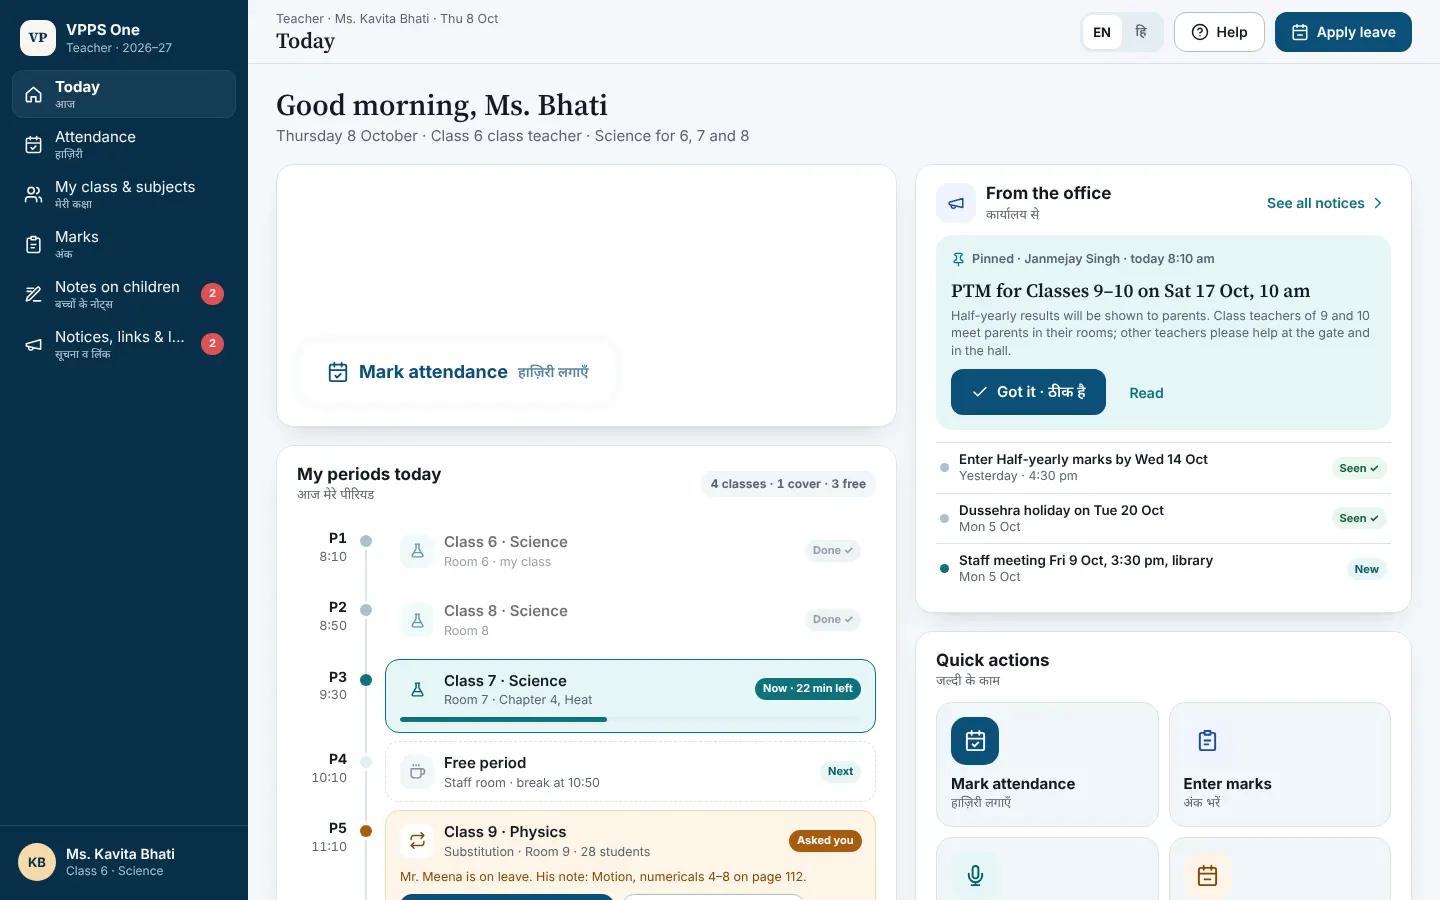 VP
VPPS One
Teacher · 2026–27
Today
आज
Attendance
हाज़िरी
My class & subjects
मेरी कक्षा
Marks
अंक
Notes on children
बच्चों के नोट्स
2
Notices, links & l...
सूचना व लिंक
2
KB
Ms. Kavita Bhati
Class 6 · Science
Teacher · Ms. Kavita Bhati · Thu 8 Oct
Today
EN
हि
Help
Apply leave
Good morning, Ms. Bhati
Thursday 8 October · Class 6 class teacher · Science for 6, 7 and 8
Mark attendance हाज़िरी लगाएँ
My periods today
आज मेरे पीरियड
4 classes · 1 cover · 3 free
P1
8:10
Class 6 · Science
Room 6 · my class
Done ✓
P2
8:50
Class 8 · Science
Room 8
Done ✓
P3
9:30
Class 7 · Science
Room 7 · Chapter 4, Heat
Now · 22 min left
P4
10:10
Free period
Staff room · break at 10:50
Next
P5
11:10
Class 9 · Physics
Substitution · Room 9 · 28 students
Asked you
Mr. Meena is on leave. His note: Motion, numericals 4–8 on page 112.
From the office
कार्यालय से
See all notices
Pinned · Janmejay Singh · today 8:10 am
PTM for Classes 9–10 on Sat 17 Oct, 10 am
Half-yearly results will be shown to parents. Class teachers of 9 and 10
meet parents in their rooms; other teachers please help at the gate and
in the hall.
Got it · ठीक है
Read
Enter Half-yearly marks by Wed 14 Oct
Yesterday · 4:30 pm
Seen ✓
Dussehra holiday on Tue 20 Oct
Mon 5 Oct
Seen ✓
Staff meeting Fri 9 Oct, 3:30 pm, library
Mon 5 Oct
New
Quick actions
जल्दी के काम
Mark attendance
हाज़िरी लगाएँ
Enter marks
अंक भरें